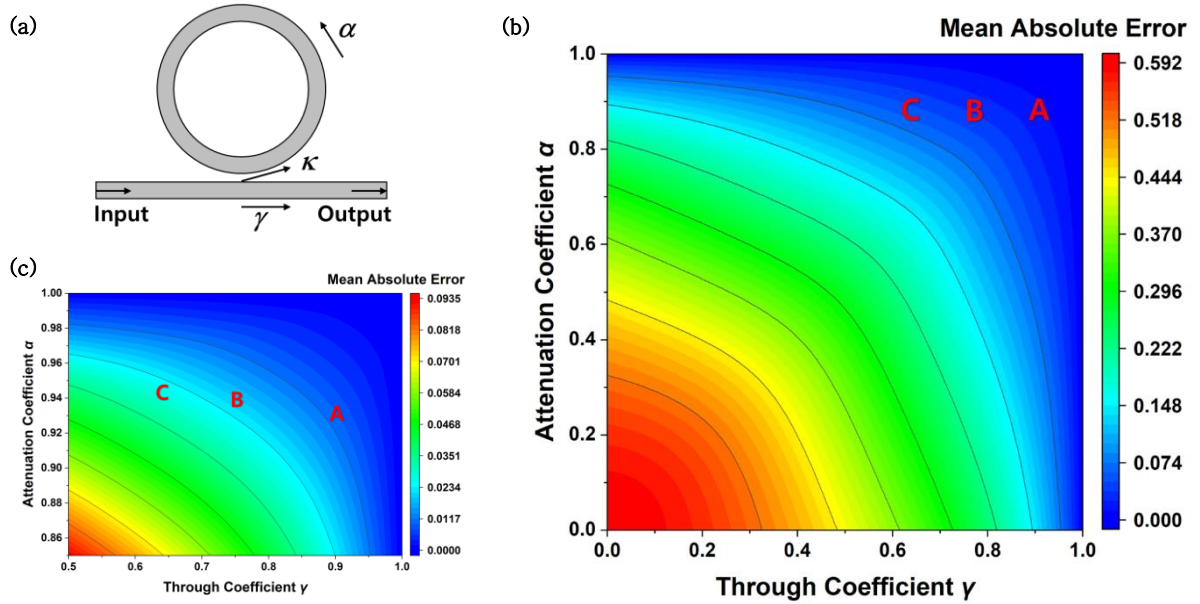 (a)
α
κ
Input
γ
Output
(b)
Mean Absolute Error
1.0
0.8
0.6
0.4
0.2
0.0
0.0 0.2 0.4 0.6 0.8 1.0
Attenuation Coefficient α
Through Coefficient γ
C B A
0.592
0.518
0.444
0.370
0.296
0.222
0.148
0.074
0.000
(c)
Mean Absolute Error
1.00
0.98
0.96
0.94
0.92
0.90
0.88
0.86
0.5 0.6 0.7 0.8 0.9 1.0
Attenuation Coefficient α
Through Coefficient γ
C B A
0.0935
0.0818
0.0701
0.0584
0.0468
0.0351
0.0234
0.0117
0.0000